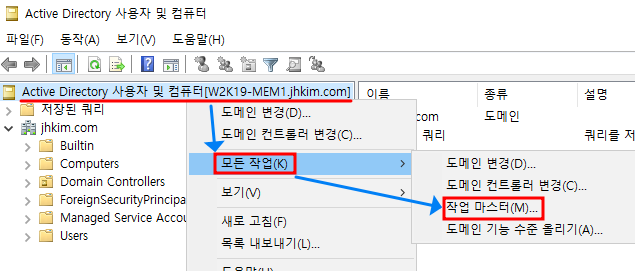 Active Directory 사용자 및 컴퓨터
파일(F) 동작(A) 보기(V) 도움말(H)
Active Directory 사용자 및 컴퓨터[W2K19-MEM1.jhkim.com]
저장된 쿼리
jhkim.com
Builtin
Computers
Domain Controllers
ForeignSecurityPrincipa
Managed Service Accou
Users
이름 종류 설명
com 도메인
쿼리 쿼리를 저
도메인 변경(D)...
도메인 컨트롤러 변경(C)...
모든 작업(K)
보기(V)
새로 고침(F)
목록 내보내기(L)...
도움말(H)
도메인 변경(D)...
도메인 컨트롤러 변경(C)...
작업 마스터(M)...
도메인 기능 수준 올리기(A)...